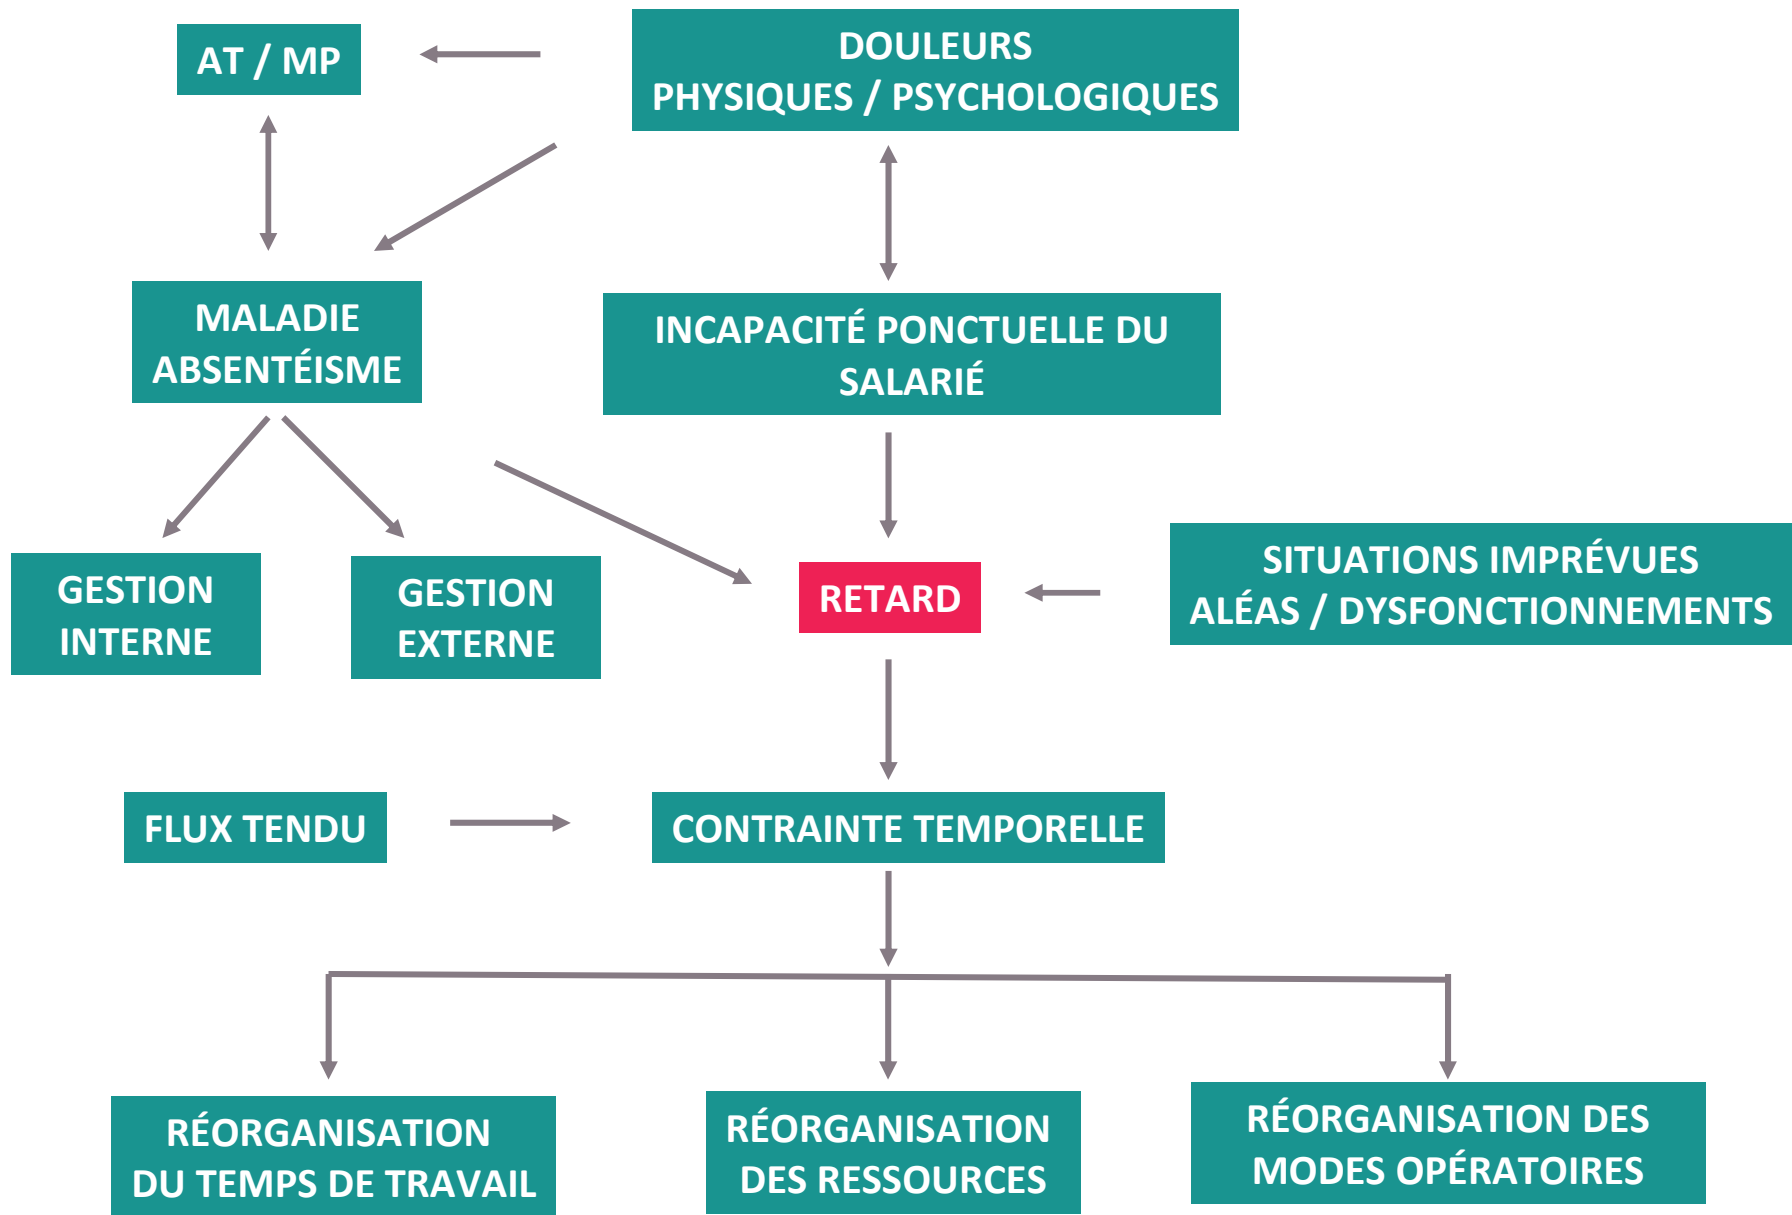 AT / MP
DOULEURS
PHYSIQUES / PSYCHOLOGIQUES
MALADIE
ABSENTÉISME
INCAPACITÉ PONCTUELLE DU
SALARIÉ
GESTION
INTERNE
GESTION
EXTERNE
RETARD
SITUATIONS IMPRÉVUES
ALÉAS / DYSFONCTIONNEMENTS
FLUX TENDU
CONTRAINTE TEMPORELLE
RÉORGANISATION
DU TEMPS DE TRAVAIL
RÉORGANISATION
DES RESSOURCES
RÉORGANISATION DES
MODES OPÉRATOIRES